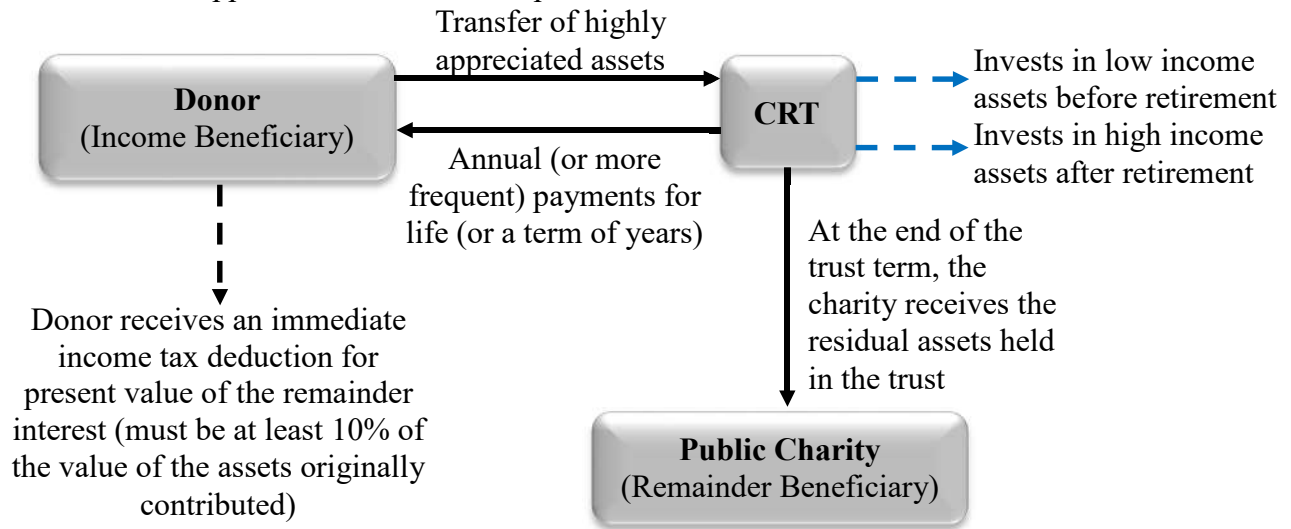 Transfer of highly
appreciated assets
Donor
(Income Beneficiary)
CRT
Invests in low income
assets before retirement
Invests in high income
assets after retirement
Annual (or more
frequent) payments for
life (or a term of years)
At the end of the
trust term, the
charity receives the
residual assets held
in the trust
Donor receives an immediate
income tax deduction for
present value of the remainder
interest (must be at least 10% of
the value of the assets originally
contributed)
Public Charity
(Remainder Beneficiary)